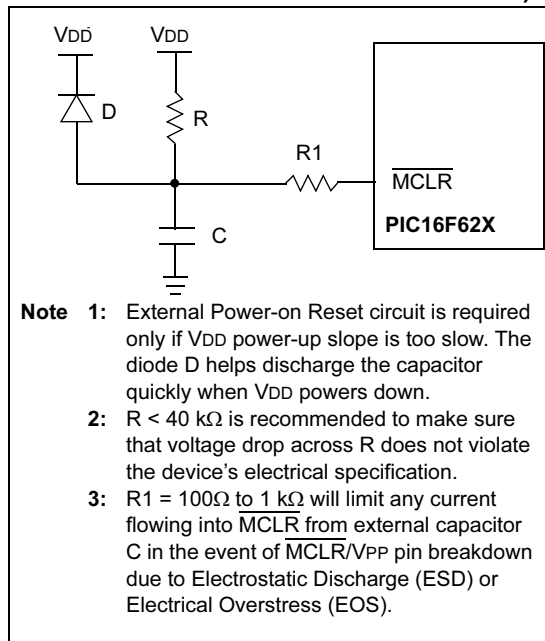 VDD VDD
D
R
R1
MCLR
PIC16F62X
C
Note 1: External Power-on Reset circuit is required
only if VDD power-up slope is too slow. The
diode D helps discharge the capacitor
quickly when VDD powers down.
2: R < 40 kΩ is recommended to make sure
that voltage drop across R does not violate
the device's electrical specification.
3: R1 = 100Ω to 1 kΩ will limit any current
flowing into MCLR from external capacitor
C in the event of MCLR/VPP pin breakdown
due to Electrostatic Discharge (ESD) or
Electrical Overstress (EOS).